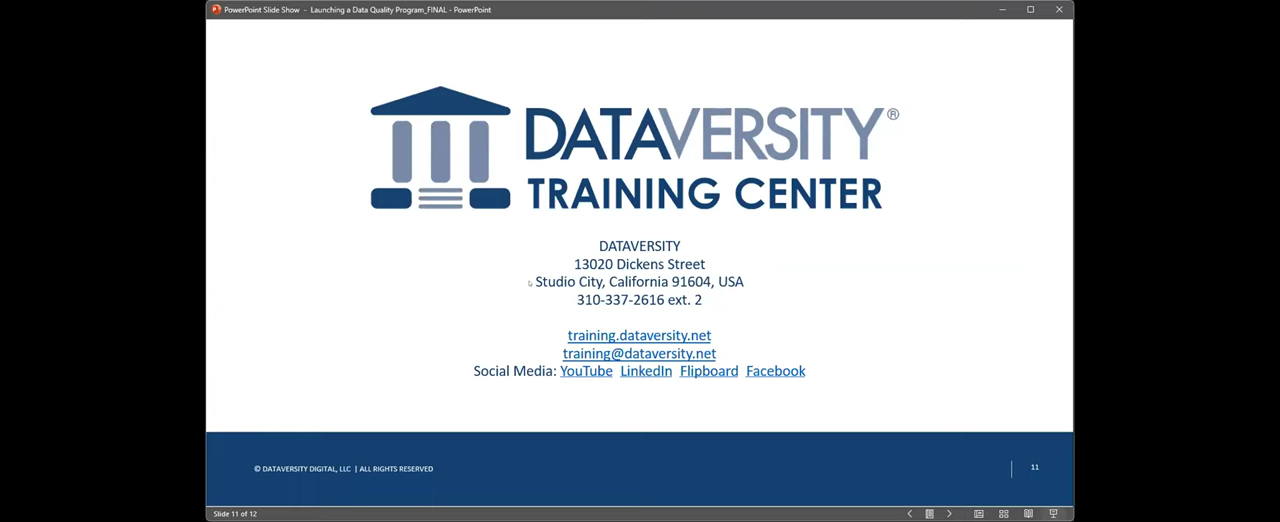 PowerPoint Slide Show - Launching a Data Quality Program_FINAL - PowerPoint
DATAVERSITY®
TRAINING CENTER
DATAVERSITY
13020 Dickens Street
Studio City, California 91604, USA
310-337-2616 ext. 2
training.dataversity.net
training@dataversity.net
Social Media: YouTube LinkedIn Flipboard Facebook
© DATAVERSITY DIGITAL, LLC | ALL RIGHTS RESERVED
11
Slide 11 of 12